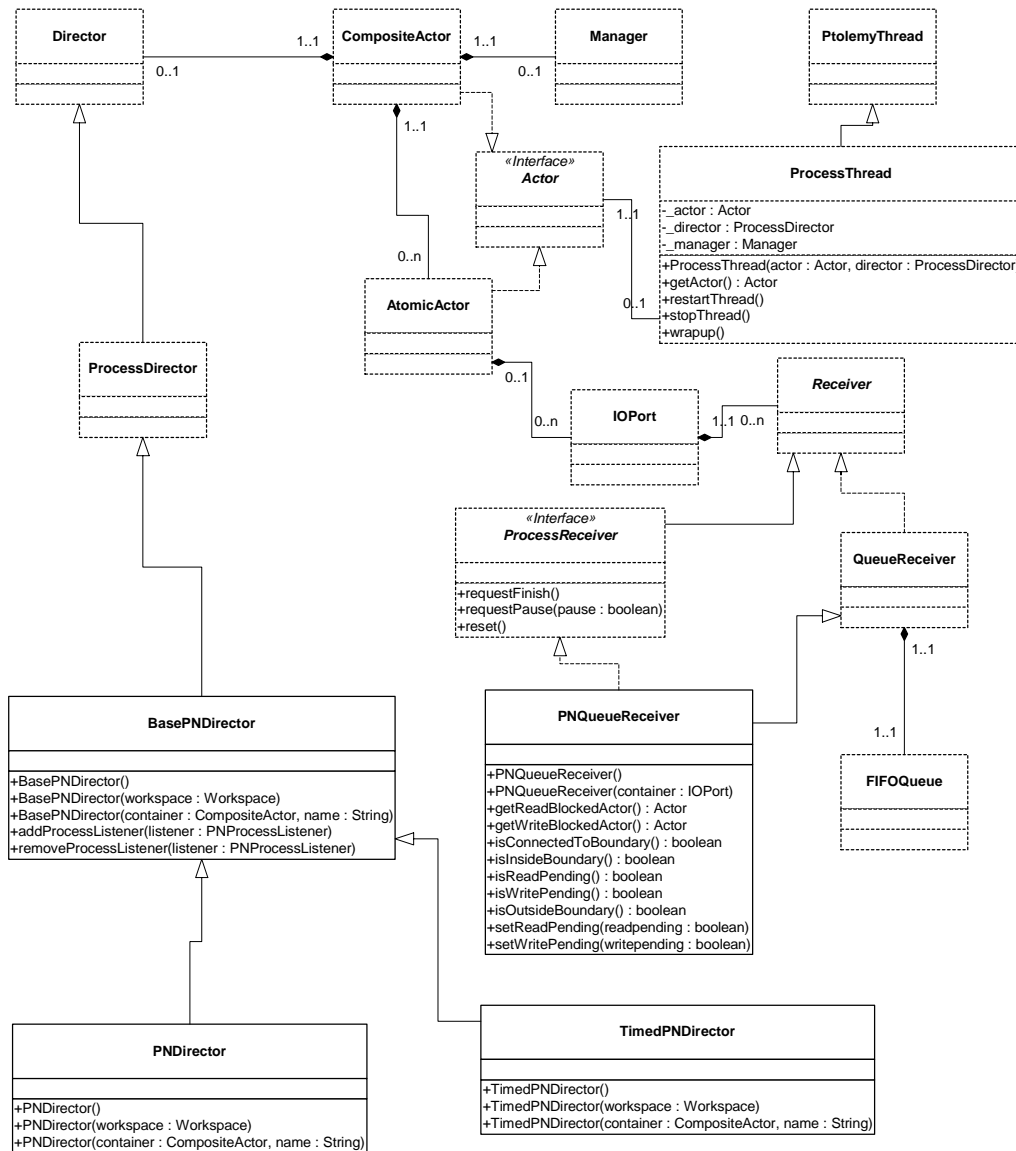 Director
1..1
0..1
CompositeActor
1..1
0..1
Manager
PtolemyThread
1..1
«Interface»
Actor
1..1
ProcessThread
-_actor : Actor
-_director : ProcessDirector
-_manager : Manager
+ProcessThread(actor : Actor, director : ProcessDirector
+getActor() : Actor
+restartThread()
+stopThread()
+wrapup()
0..n
0..1
AtomicActor
0..1
0..n
ProcessDirector
IOPort
1..1
0..n
Receiver
«Interface»
ProcessReceiver
+requestFinish()
+requestPause(pause : boolean)
+reset()
QueueReceiver
1..1
1..1
FIFOQueue
BasePNDirector
+BasePNDirector()
+BasePNDirector(workspace : Workspace)
+BasePNDirector(container : CompositeActor, name : String)
+addProcessListener(listener : PNProcessListener)
+removeProcessListener(listener : PNProcessListener)
PNQueueReceiver
+PNQueueReceiver()
+PNQueueReceiver(container : IOPort)
+getReadBlockedActor() : Actor
+getWriteBlockedActor() : Actor
+isConnectedToBoundary() : boolean
+isInsideBoundary() : boolean
+isReadPending() : boolean
+isWritePending() : boolean
+isOutsideBoundary() : boolean
+setReadPending(readpending : boolean)
+setWritePending(writepending : boolean)
PNDirector
+PNDirector()
+PNDirector(workspace : Workspace)
+PNDirector(container : CompositeActor, name : String)
TimedPNDirector
+TimedPNDirector()
+TimedPNDirector(workspace : Workspace)
+TimedPNDirector(container : CompositeActor, name : String)